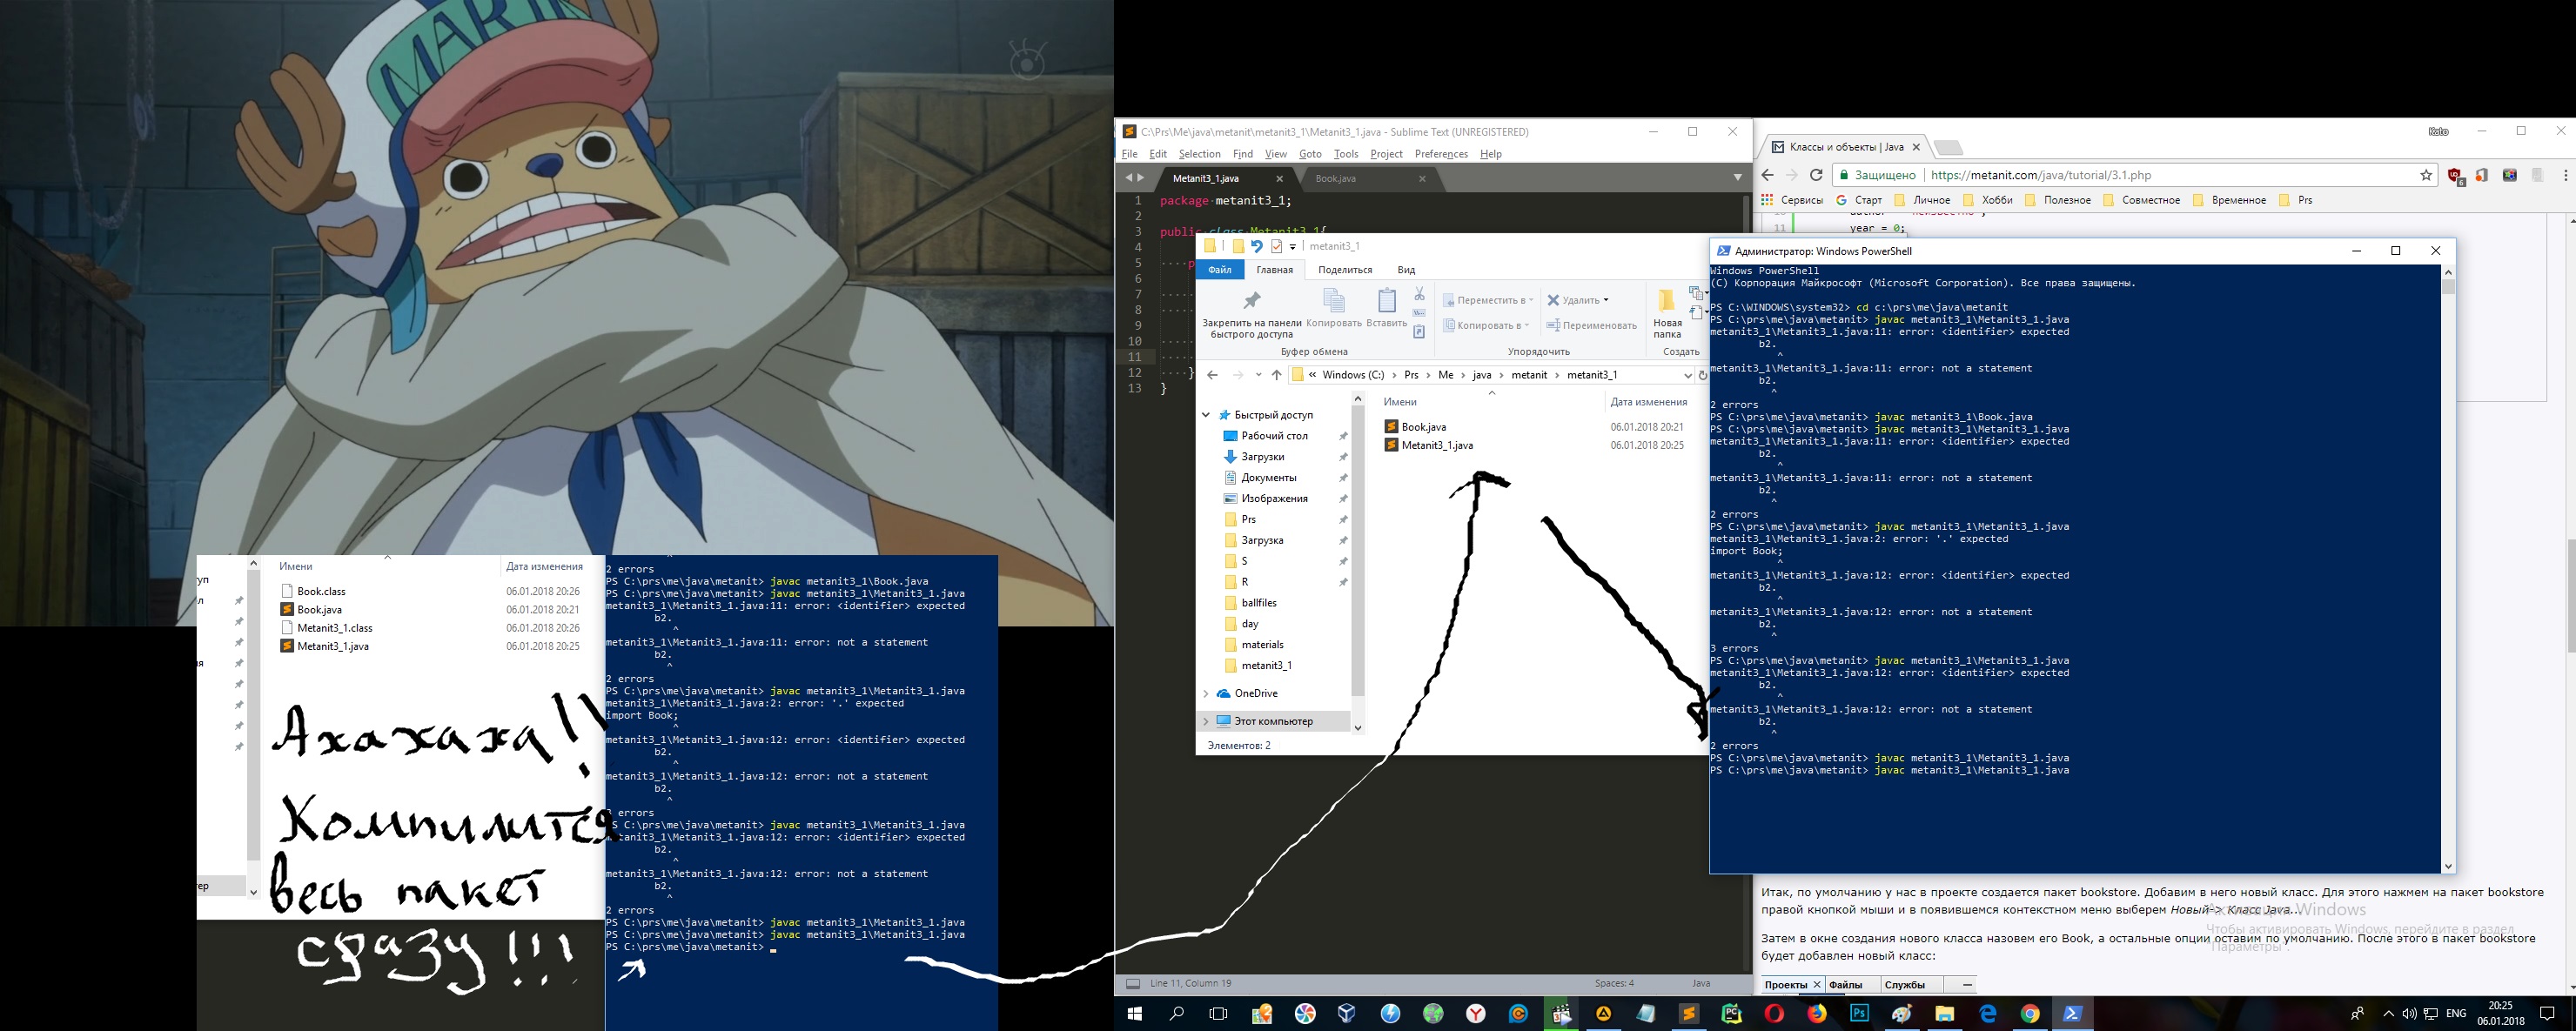 MARIN
C:\Prs\Me\java\metanit\metanit3_1\Metanit3_1.java - Sublime Text (UNREGISTERED)
File Edit Selection Find View Goto Tools Project Preferences Help
Metanit3_1.java
Book.java
1 package metanit3_1;
2
3 public class Metanit3_1{
4
5
6
7
8
9
10
11
12 }
13 }
Line 11, Column 19
Spaces: 4
Java
metanit3_1
Файл Главная Поделиться Вид
Закрепить на панели быстрого доступа
Копировать
Вставить
Переместить в
Копировать в
Удалить
Переименовать
Новая папка
Буфер обмена
Упорядочить
Создать
« Windows (C:) › Prs › Me › java › metanit › metanit3_1
Имени Дата изменения
Быстрый доступ
Рабочий стол
Загрузки
Документы
Изображения
Prs
Загрузка
S
R
ballfiles
day
materials
metanit3_1
OneDrive
Этот компьютер
Book.java 06.01.2018 20:21
Metanit3_1.java 06.01.2018 20:25
Элементов: 2
Koto
Классы и объекты | Java
Защищено https://metanit.com/java/tutorial/3.1.php
Сервисы Старт Личное Хобби Полезное Совместное Временное Prs
11 year = 0;
Администратор: Windows PowerShell
Windows PowerShell
(C) Корпорация Майкрософт (Microsoft Corporation). Все права защищены.
PS C:\WINDOWS\system32> cd c:\prs\me\java\metanit
PS C:\prs\me\java\metanit> javac metanit3_1\Metanit3_1.java
metanit3_1\Metanit3_1.java:11: error: <identifier> expected
b2.
^
metanit3_1\Metanit3_1.java:11: error: not a statement
b2.
^
2 errors
PS C:\prs\me\java\metanit> javac metanit3_1\Book.java
PS C:\prs\me\java\metanit> javac metanit3_1\Metanit3_1.java
metanit3_1\Metanit3_1.java:11: error: <identifier> expected
b2.
^
metanit3_1\Metanit3_1.java:11: error: not a statement
b2.
^
2 errors
PS C:\prs\me\java\metanit> javac metanit3_1\Metanit3_1.java
metanit3_1\Metanit3_1.java:2: error: '.' expected
import Book;
^
metanit3_1\Metanit3_1.java:12: error: <identifier> expected
b2.
^
metanit3_1\Metanit3_1.java:12: error: not a statement
b2.
^
3 errors
PS C:\prs\me\java\metanit> javac metanit3_1\Metanit3_1.java
metanit3_1\Metanit3_1.java:12: error: <identifier> expected
b2.
^
metanit3_1\Metanit3_1.java:12: error: not a statement
b2.
^
2 errors
PS C:\prs\me\java\metanit> javac metanit3_1\Metanit3_1.java
PS C:\prs\me\java\metanit> javac metanit3_1\Metanit3_1.java
Итак, по умолчанию у нас в проекте создается пакет bookstore. Добавим в него новый класс. Для этого нажмем на пакет bookstore
правой кнопкой мыши и в появившемся контекстном меню выберем Новый-> Класс Java..
Активация Windows
Чтобы активировать Windows, перейдите в раздел
"Параметры".
Затем в окне создания нового класса назовем его Book, а остальные опции оставим по умолчанию. После этого в пакет bookstore
будет добавлен новый класс:
Проекты Файлы Службы
ENG
20:25
06.01.2018
Имени Дата изменения
Book.class 06.01.2018 20:26
Book.java 06.01.2018 20:21
Metanit3_1.class 06.01.2018 20:26
Metanit3_1.java 06.01.2018 20:25
Ахахаха!!
Компилится
весь пакет
сразу!!!
2 errors
PS C:\prs\me\java\metanit> javac metanit3_1\Book.java
PS C:\prs\me\java\metanit> javac metanit3_1\Metanit3_1.java
metanit3_1\Metanit3_1.java:11: error: <identifier> expected
b2.
^
metanit3_1\Metanit3_1.java:11: error: not a statement
b2.
^
2 errors
PS C:\prs\me\java\metanit> javac metanit3_1\Metanit3_1.java
metanit3_1\Metanit3_1.java:2: error: '.' expected
import Book;
^
metanit3_1\Metanit3_1.java:12: error: <identifier> expected
b2.
^
metanit3_1\Metanit3_1.java:12: error: not a statement
b2.
^
errors
PS C:\prs\me\java\metanit> javac metanit3_1\Metanit3_1.java
metanit3_1\Metanit3_1.java:12: error: <identifier> expected
b2.
^
metanit3_1\Metanit3_1.java:12: error: not a statement
b2.
^
2 errors
PS C:\prs\me\java\metanit> javac metanit3_1\Metanit3_1.java
PS C:\prs\me\java\metanit> javac metanit3_1\Metanit3_1.java
PS C:\prs\me\java\metanit>